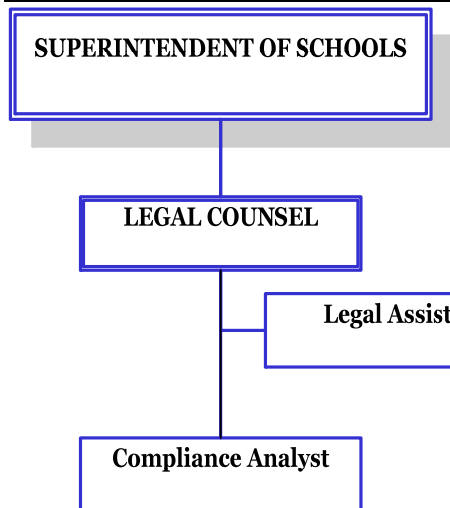 SUPERINTENDENT OF SCHOOLS
LEGAL COUNSEL
Legal Assist
Compliance Analyst